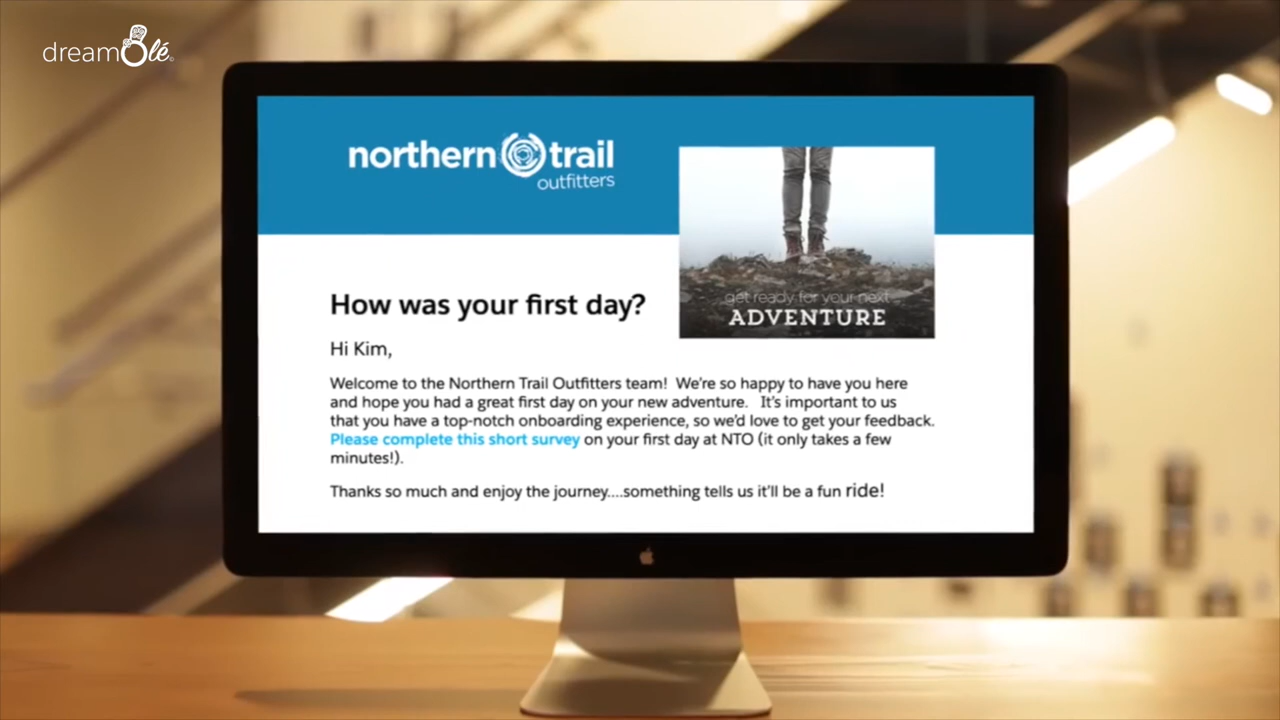 dreamOlé
northern trail
outfitters
get ready for your next
ADVENTURE
How was your first day?
Hi Kim,
Welcome to the Northern Trail Outfitters team!  We're so happy to have you here
and hope you had a great first day on your new adventure.   It's important to us
that you have a top-notch onboarding experience, so we'd love to get your feedback.
Please complete this short survey on your first day at NTO (it only takes a few
minutes!).
Thanks so much and enjoy the journey....something tells us it'll be a fun ride!